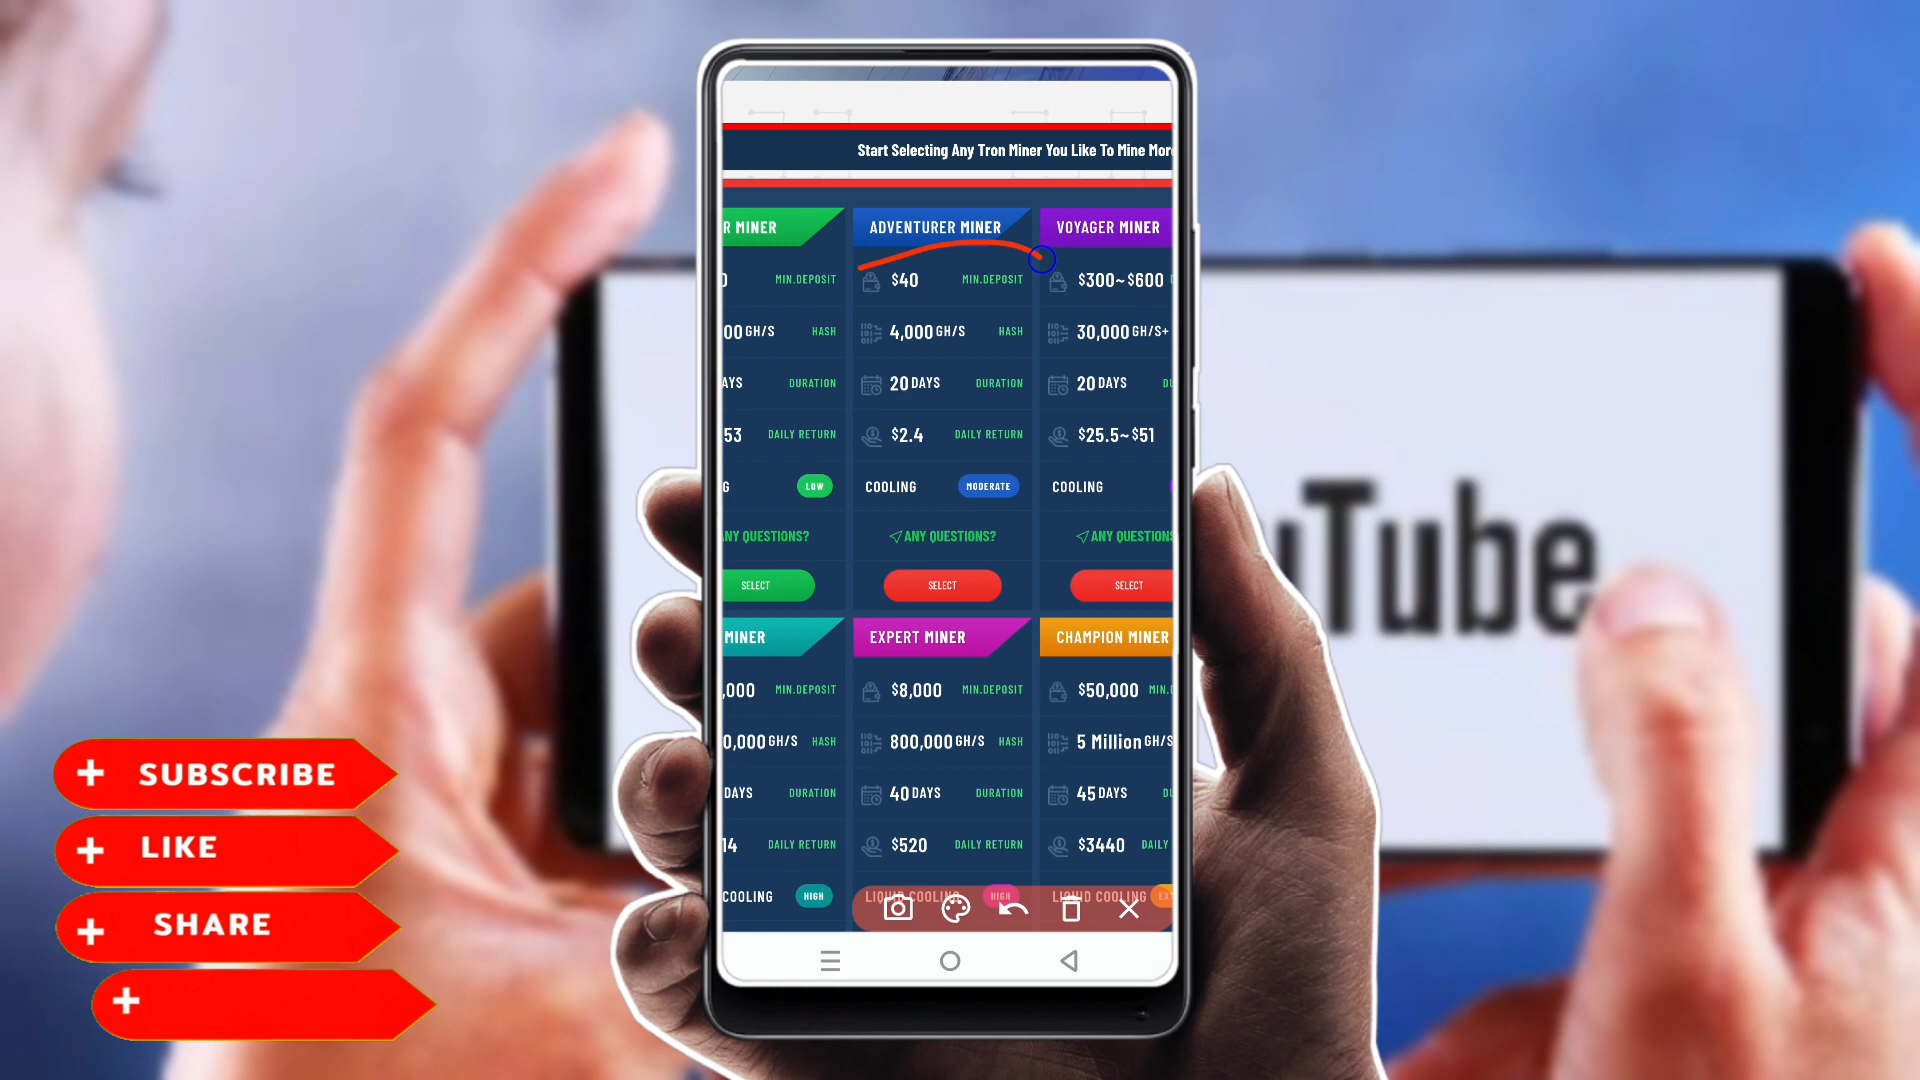 Start Selecting Any Tron Miner You Like To Mine
R MINER
ADVENTURER MINER
VOYAGER MINER
MIN.DEPOSIT
$40 MIN.DEPOSIT
$300~$600
00 GH/S HASH
4,000 GH/S HASH
30,000 GH/S+
AYS DURATION
20 DAYS DURATION
20 DAYS
53 DAILY RETURN
$2.4 DAILY RETURN
$25.5~$51
G LOW
COOLING MODERATE
COOLING
ANY QUESTIONS?
ANY QUESTIONS?
ANY QUESTIONS
SELECT
SELECT
SELECT
MINER
EXPERT MINER
CHAMPION MINER
,000 MIN.DEPOSIT
$8,000 MIN.DEPOSIT
$50,000 MIN.
0,000 GH/S HASH
800,000 GH/S HASH
5 Million GH/S
DAYS DURATION
40 DAYS DURATION
45 DAYS
14 DAILY RETURN
$520 DAILY RETURN
$3440 DAILY
COOLING HIGH
LIQUID COOLING HIGH
LIQUID COOLING
uTube
+ SUBSCRIBE
+ LIKE
+ SHARE
+